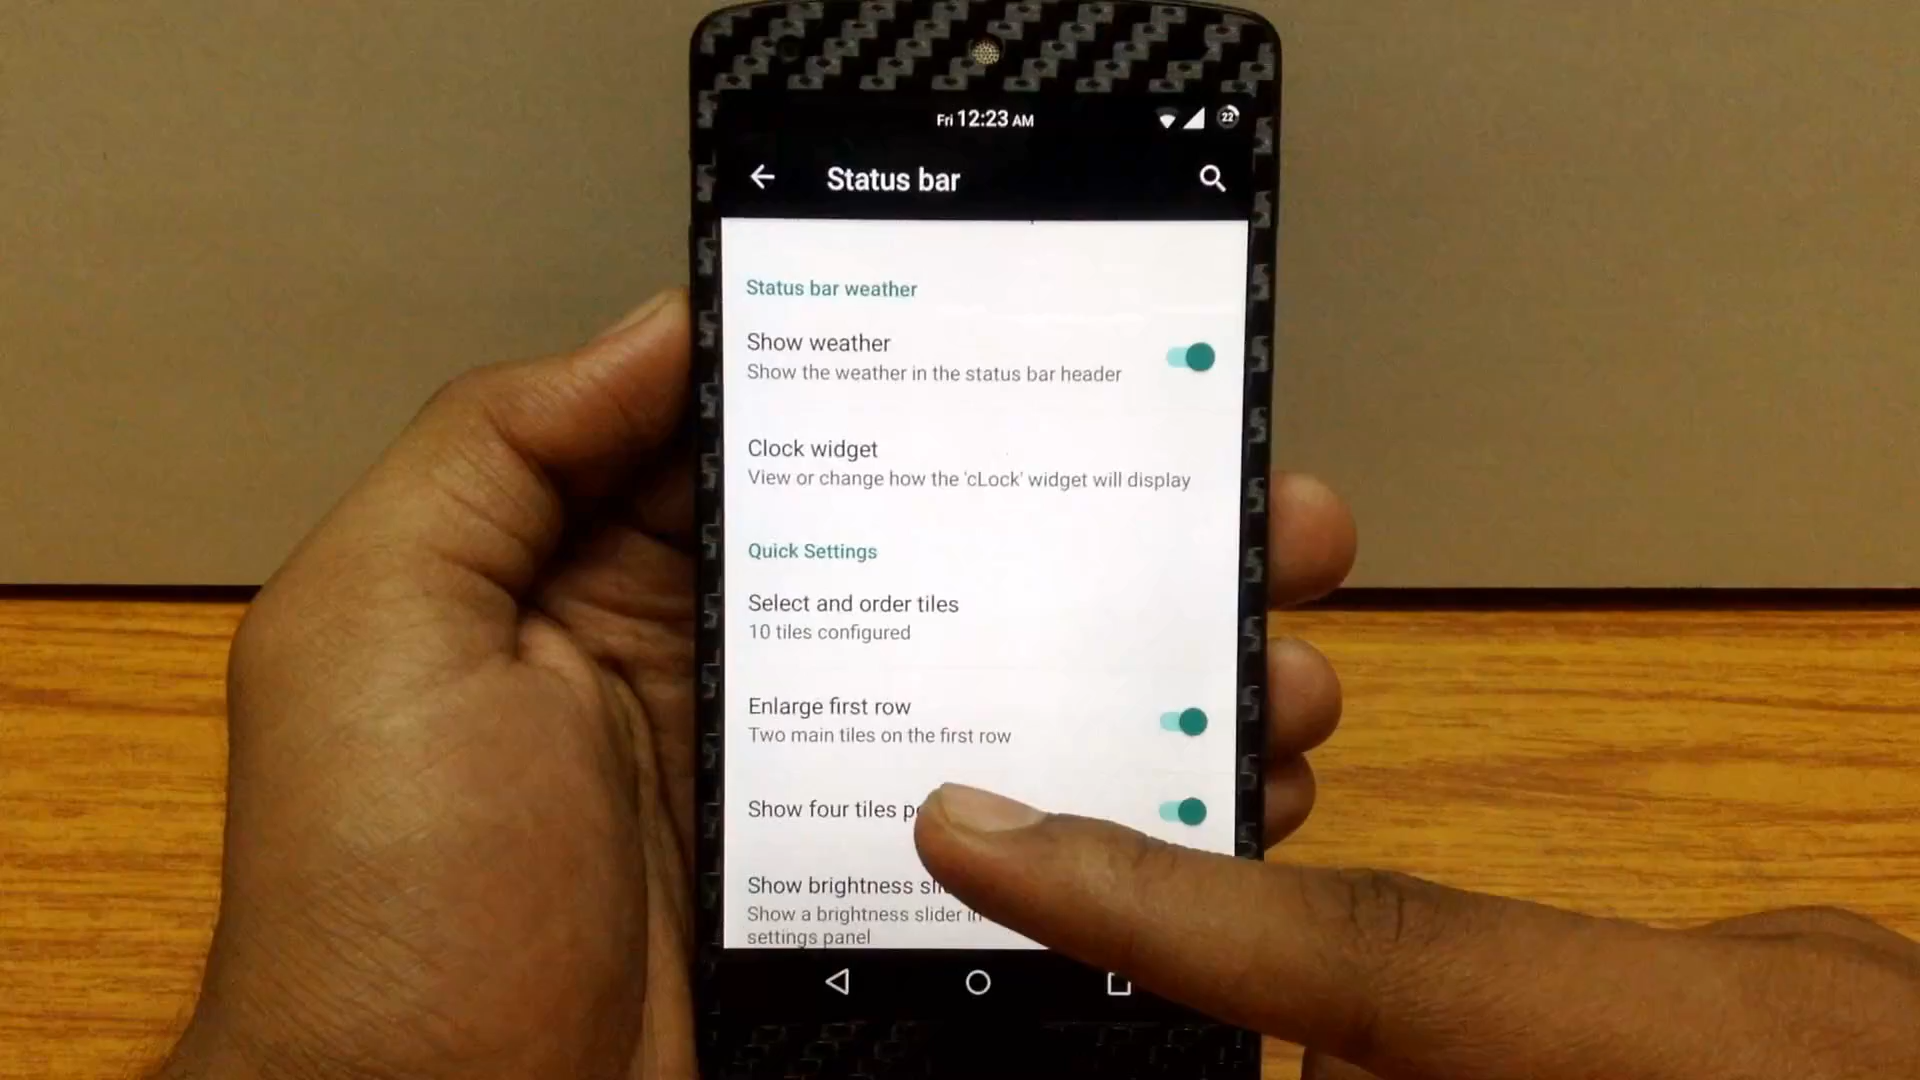 Fri 12:23 AM
22
Status bar
Status bar weather
Show weather
Show the weather in the status bar header
Clock widget
View or change how the 'cLock' widget will display
Quick Settings
Select and order tiles
10 tiles configured
Enlarge first row
Two main tiles on the first row
Show four tiles
Show brightness
Show a brightness slider in
settings panel